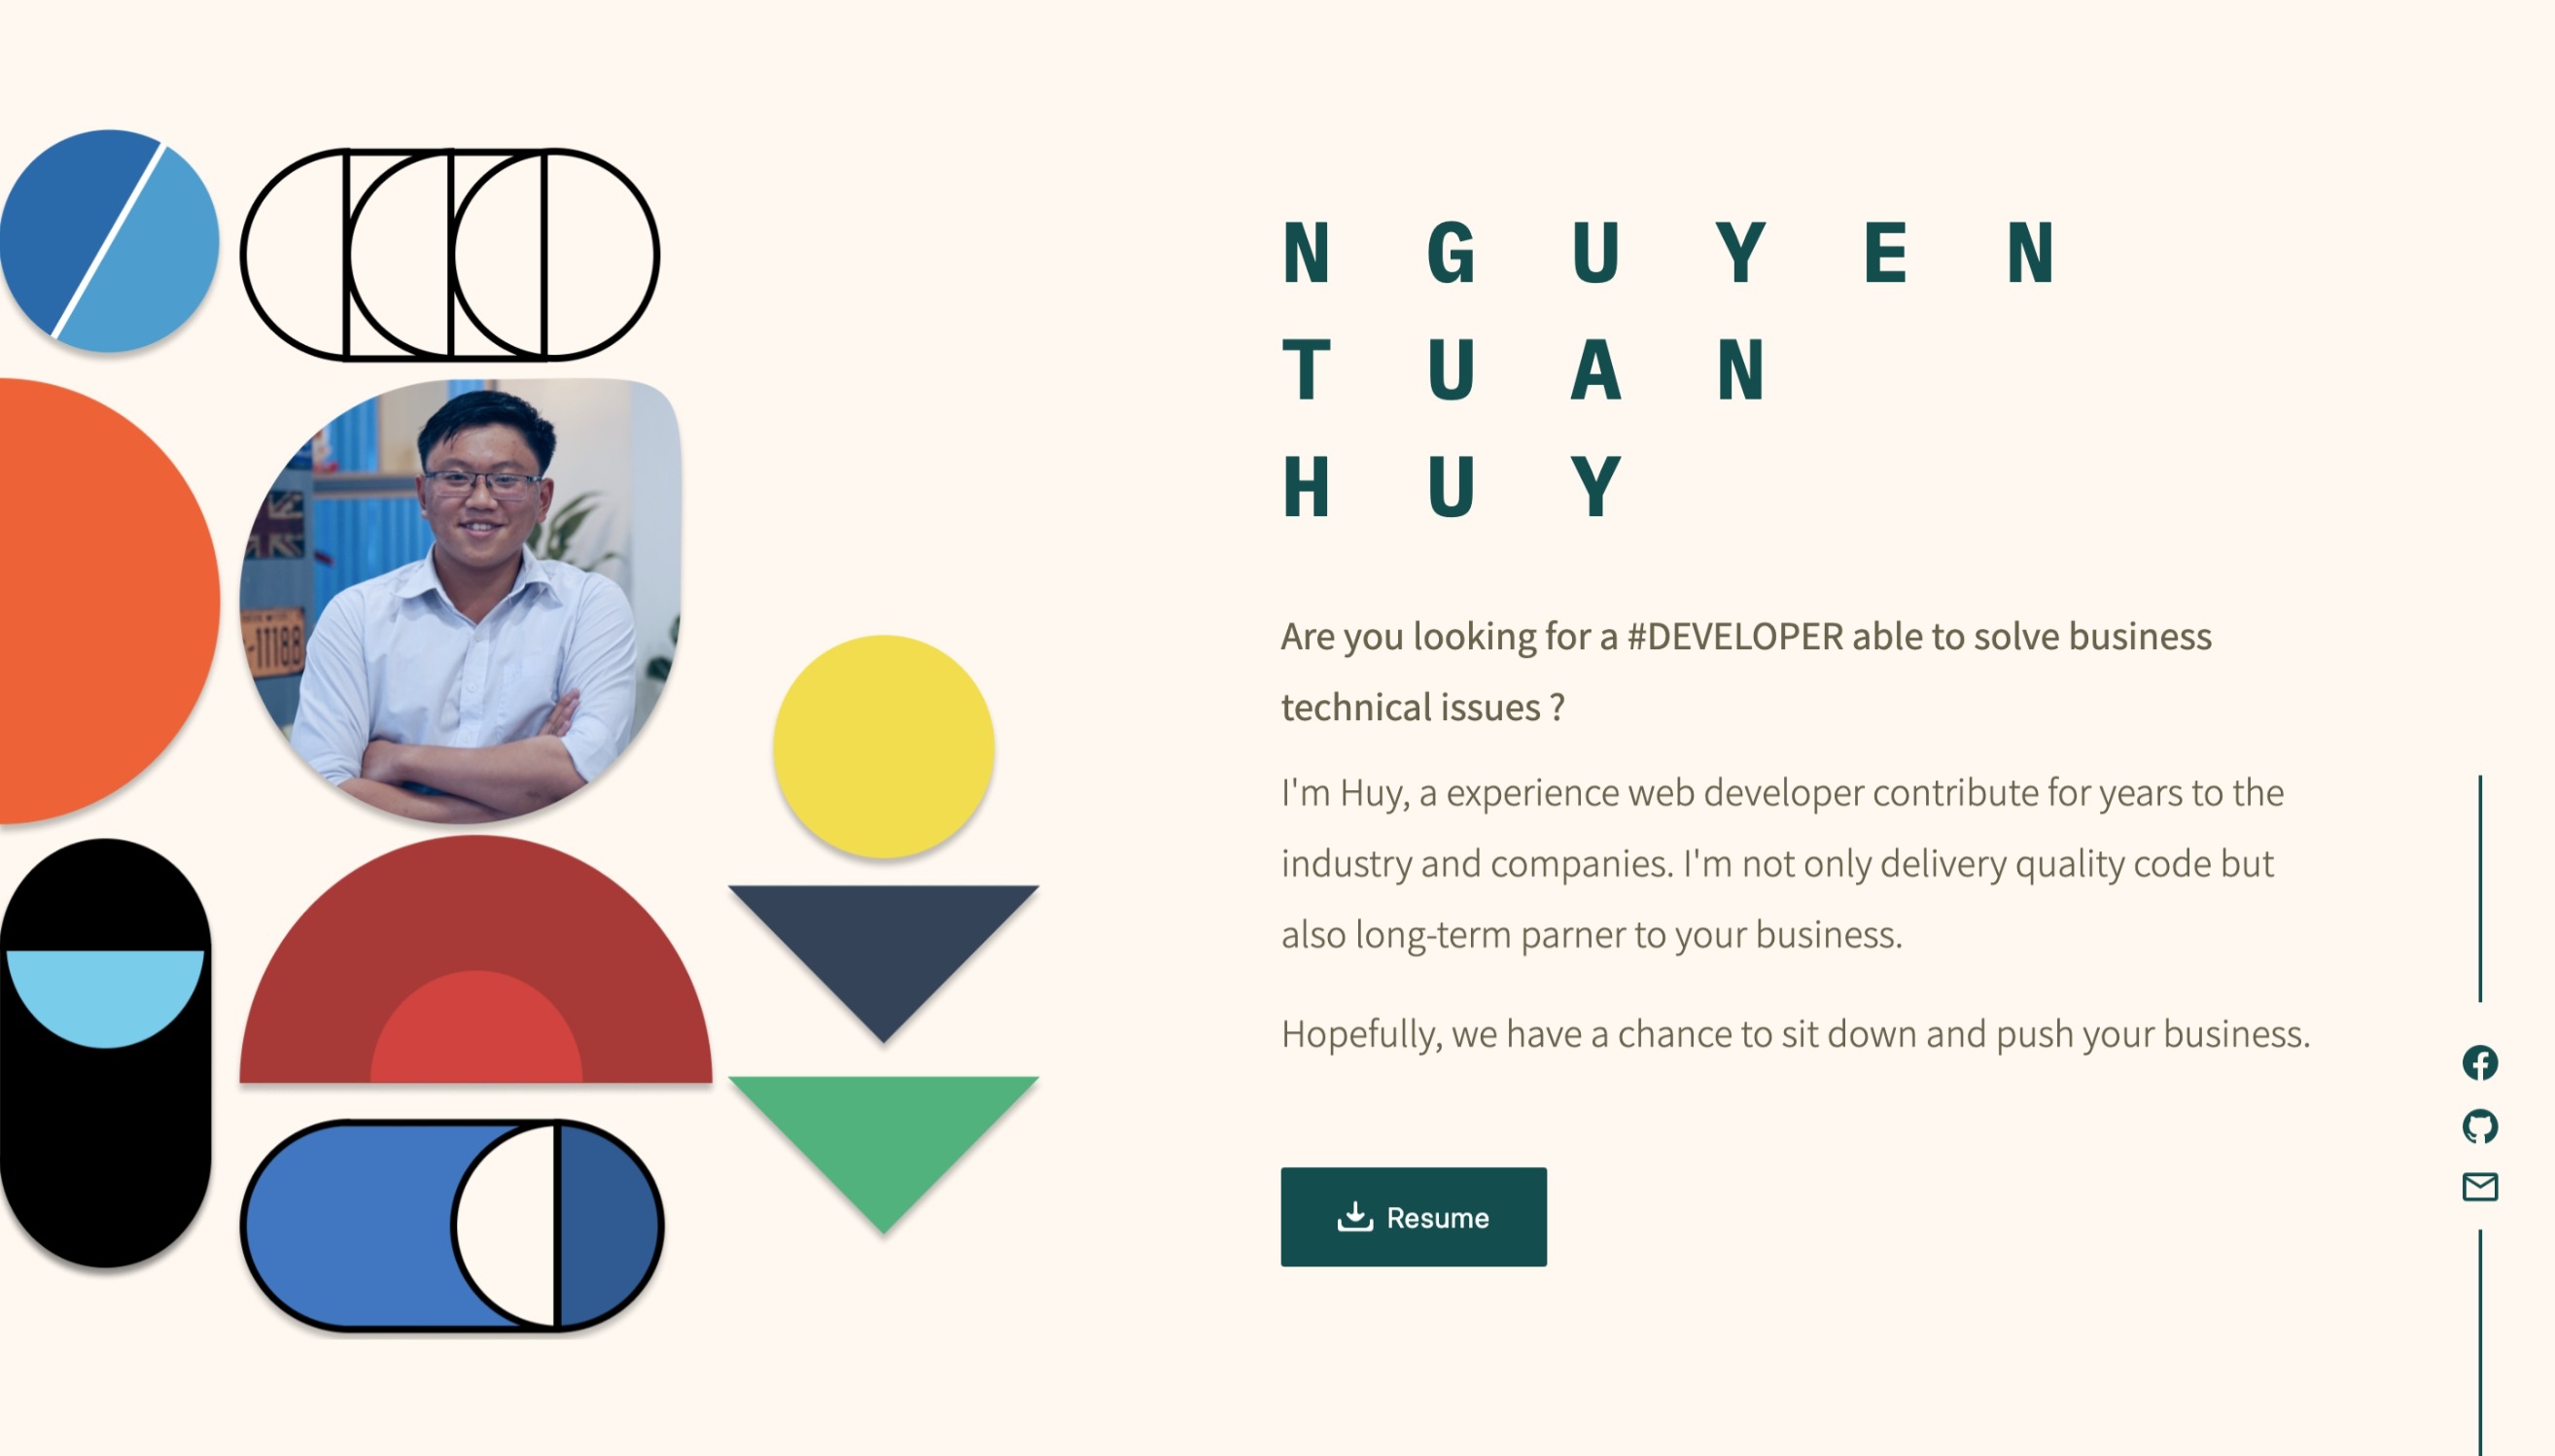 NGUYEN
TUAN
HUY
Are you looking for a #DEVELOPER able to solve business
technical issues ?
I'm Huy, a experience web developer contribute for years to the
industry and companies. I'm not only delivery quality code but
also long-term parner to your business.
Hopefully, we have a chance to sit down and push your business.
Resume
-11188